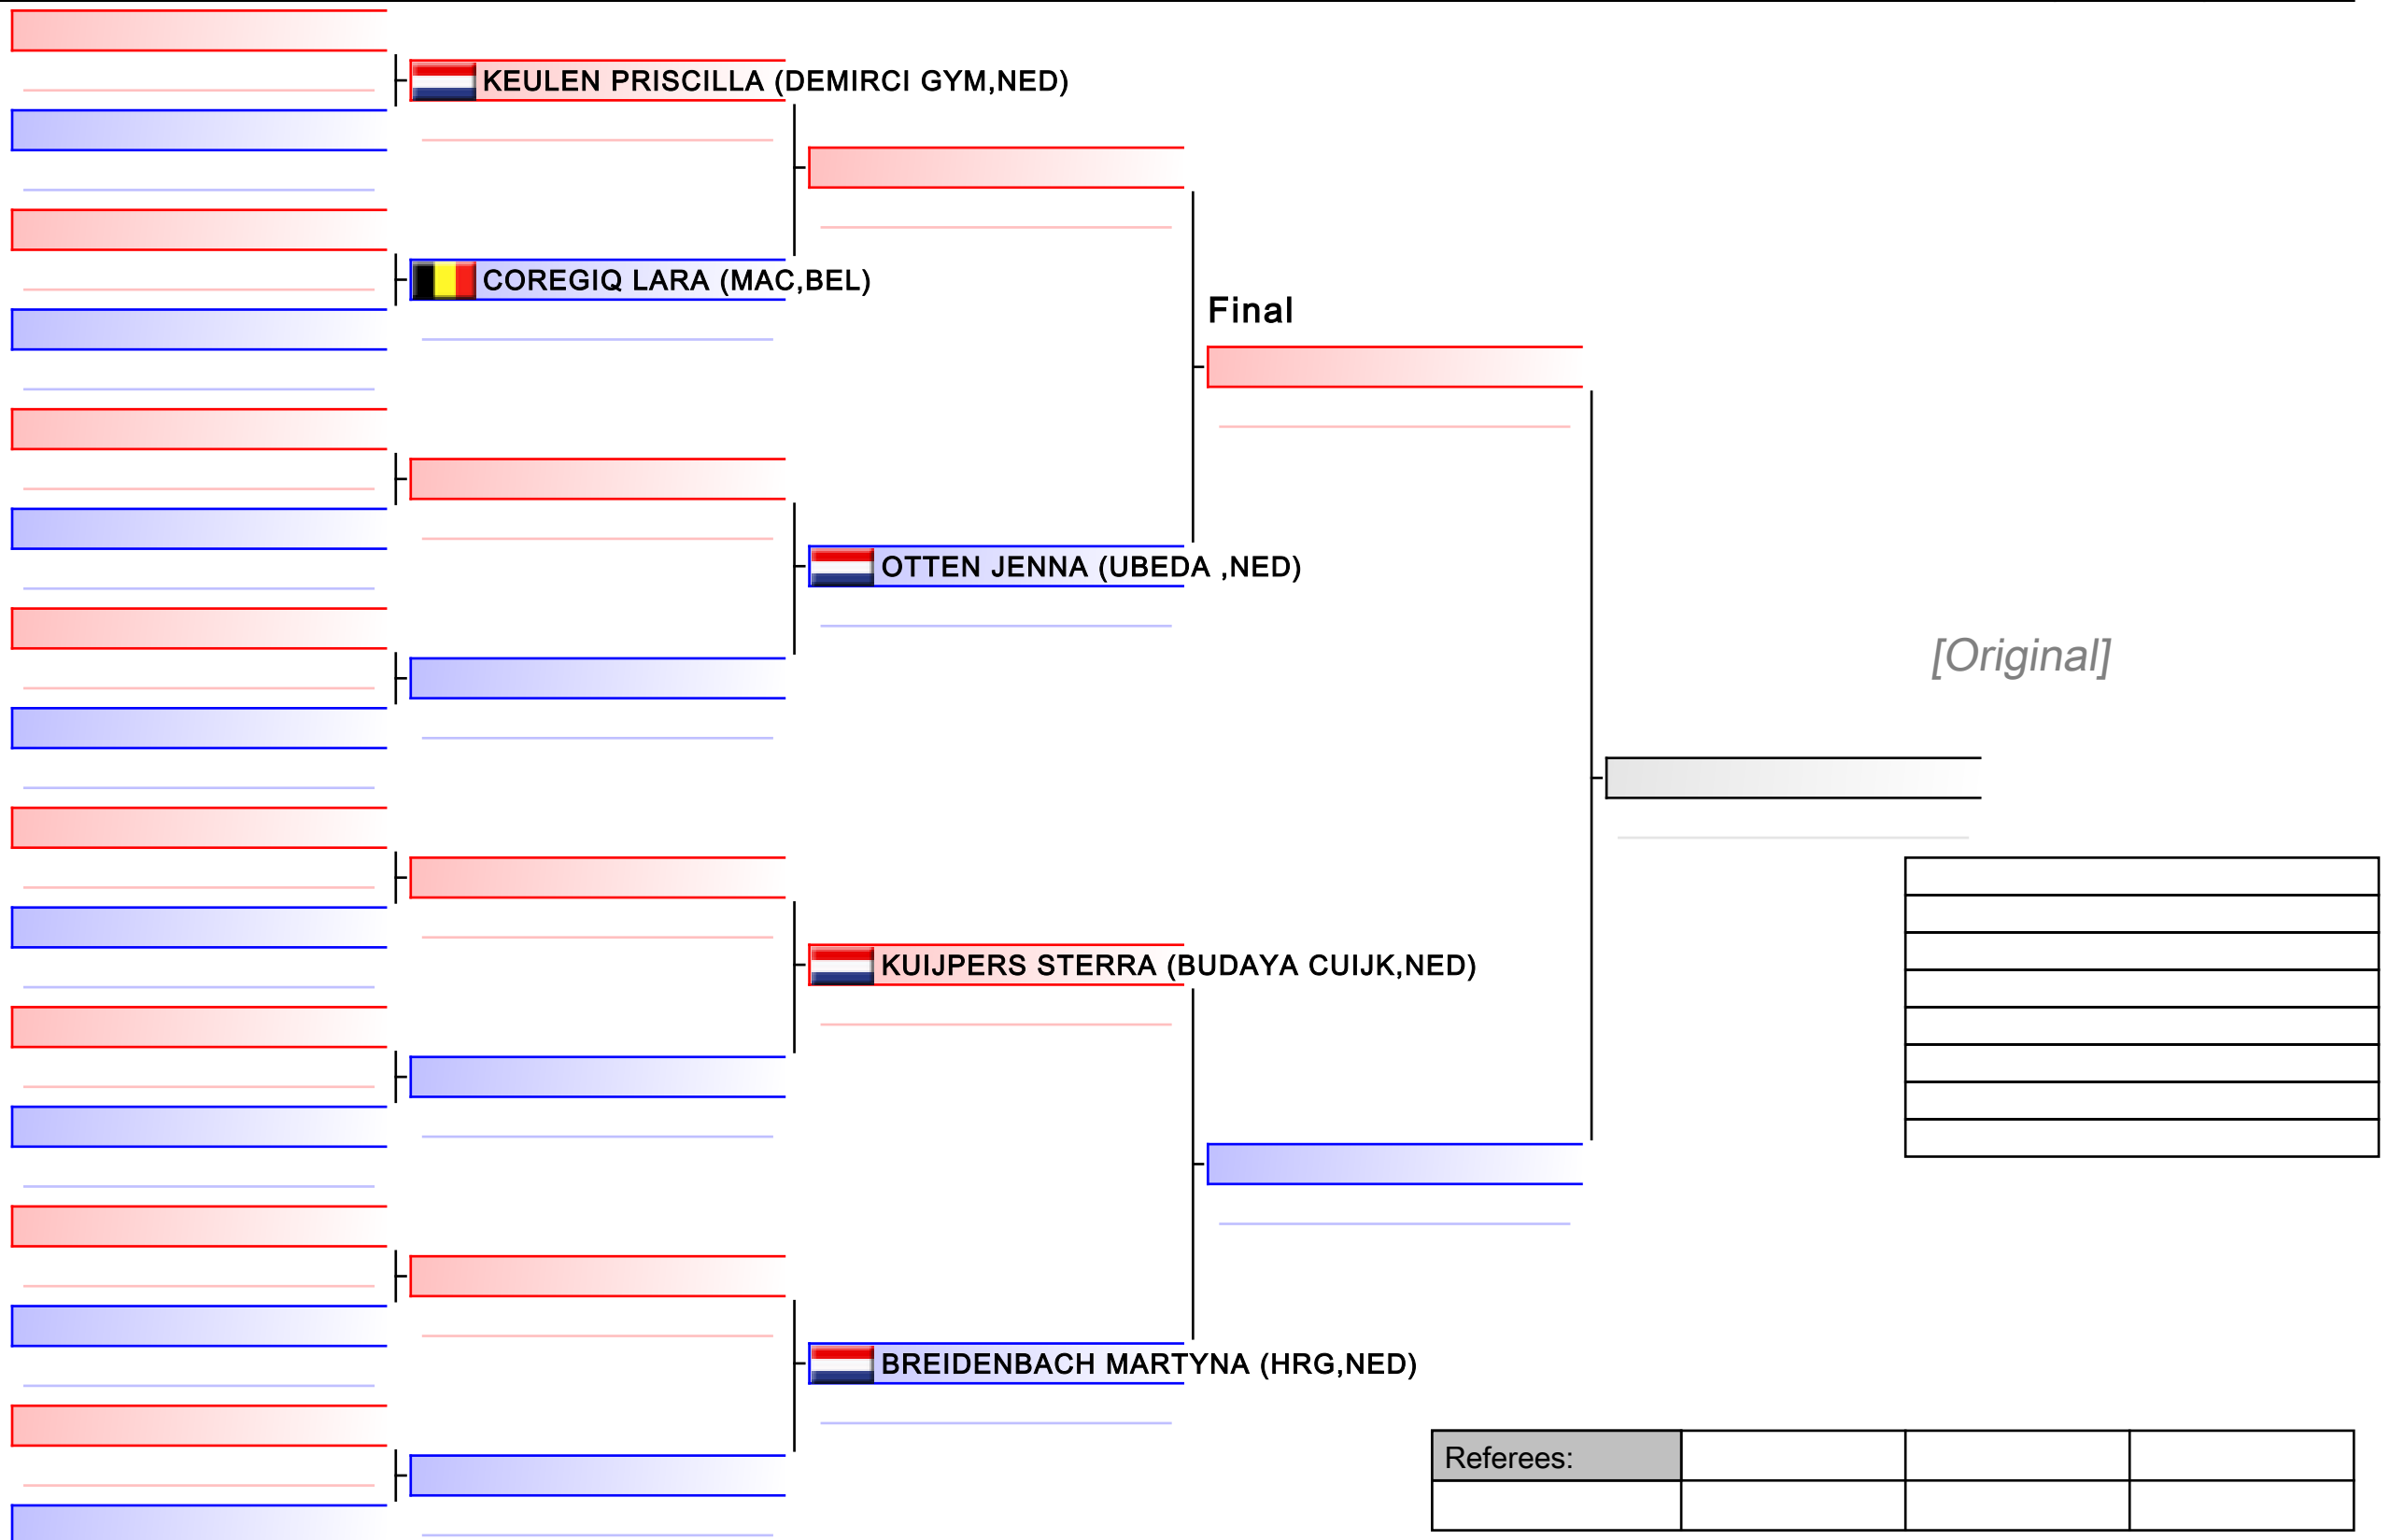 KEULEN PRISCILLA (DEMIRCI GYM,NED)
COREGIQ LARA (MAC,BEL)
Final
OTTEN JENNA (UBEDA ,NED)
[Original]
KUIJPERS STERRA (BUDAYA CUIJK,NED)
BREIDENBACH MARTYNA (HRG,NED)
Referees: